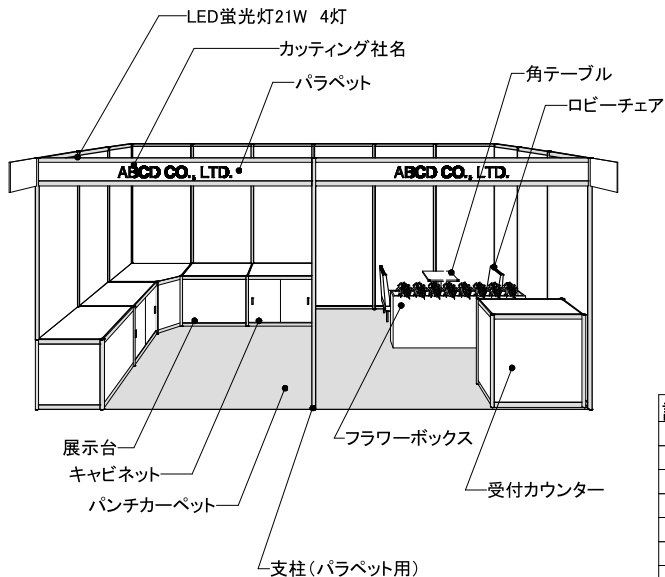 LED蛍光灯21W 4灯
カッティング社名
パラペット
角テーブル
ロビーチェア
ABCD CO., LTD.
ABCD CO., LTD.
展示台
キャビネット
パンチカーペット
フラワーボックス
受付カウンター
支柱（パラペット用）